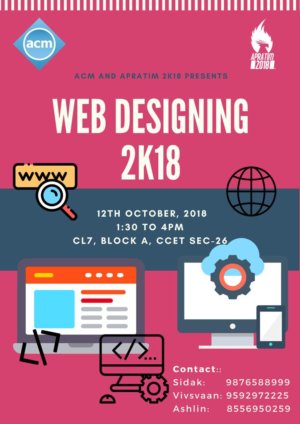 acm
APRATIM
2018
ACM AND APRATIM 2K18 PRESENTS
WEB DESIGNING
2K18
WWW
12TH OCTOBER, 2018
1:30 TO 4PM
CL7, BLOCK A, CCET SEC-26
</>
</...>
Contact::
Sidak: 9876588999
Vivsvaan: 9592972225
Ashlin: 8556950259